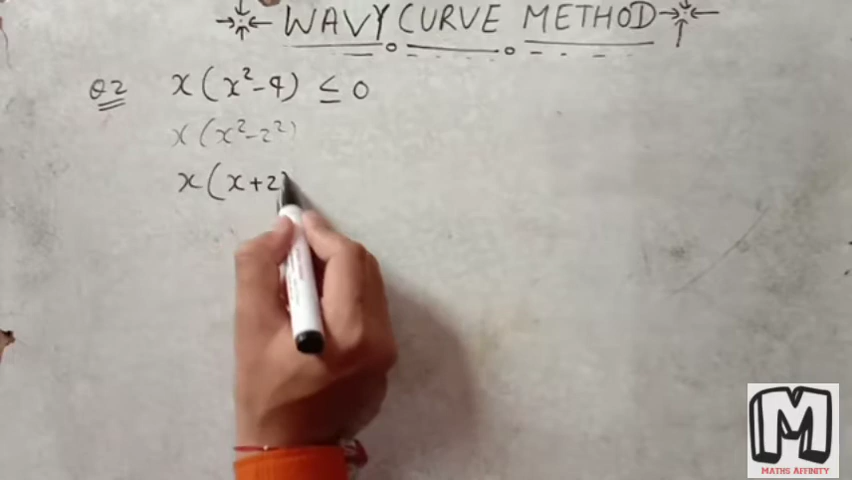 WAVY CURVE METHOD
Q2 x(x²-4) ≤ 0
x(x²-2²)
x(x+2)
M
MATHS AFFINITY